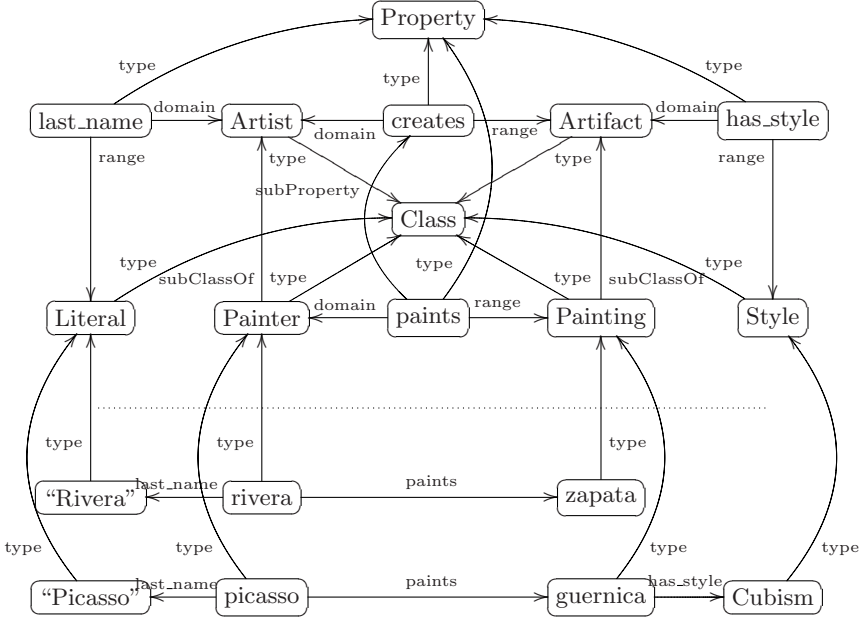 Property
type type
type
last_name domain Artist creates Artifact domain has_style
domain range
range type type range
subProperty
Class
type type type
subClassOf type type subClassOf
Literal Painter domain paints range Painting Style
type type type
"Rivera" last_name rivera paints zapata
type type type type
"Picasso" last_name picasso paints guernica has_style Cubism